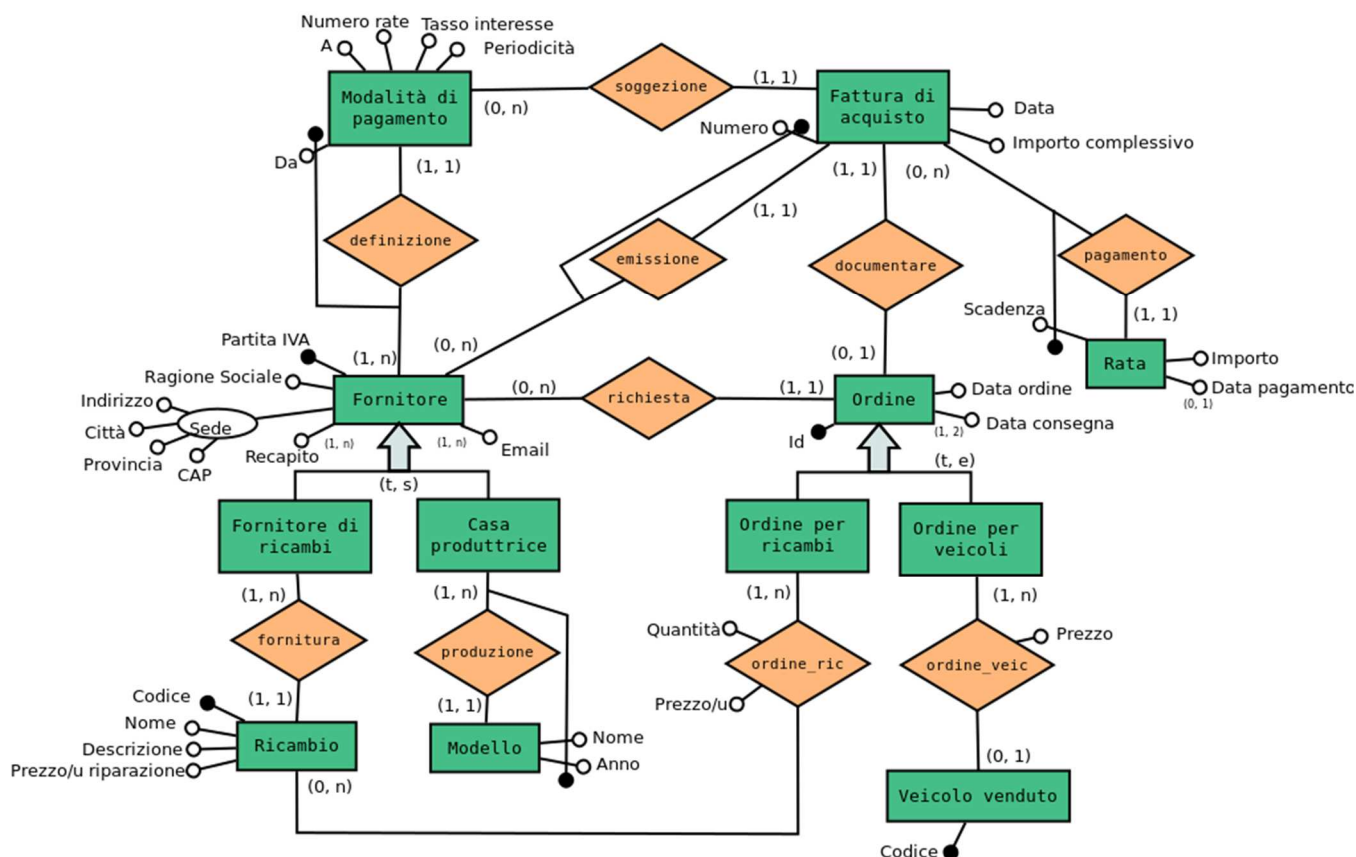 Numero rate
Tasso interesse
A
Periodicità
Modalità di
pagamento
(0, n)
soggezione
(1, 1)
Fattura di
acquisto
Data
Numero
Importo complessivo
Da
(1, 1)
(1, 1)
(0, n)
(1, 1)
definizione
emissione
documentare
pagamento
Scadenza
(1, 1)
Partita IVA
(1, n)
(0, n)
(0, 1)
Rata
Importo
Data pagamento
(0, 1)
Ragione Sociale
Fornitore
(0, n)
richiesta
(1, 1)
Ordine
Data ordine
Data consegna
(1, 2)
Indirizzo
Città
Sede
Provincia
CAP
Recapito
(1, n)
(1, n)
Email
Id
(t, s)
(t, e)
Fornitore di
ricambi
Casa
produttrice
Ordine per
ricambi
Ordine per
veicoli
(1, n)
(1, n)
(1, n)
(1, n)
fornitura
produzione
Quantità
ordine_ric
Prezzo/u
ordine_veic
Prezzo
(1, 1)
(1, 1)
Codice
Nome
Descrizione
Prezzo/u riparazione
Ricambio
(0, n)
Modello
Nome
Anno
(0, 1)
Veicolo venduto
Codice